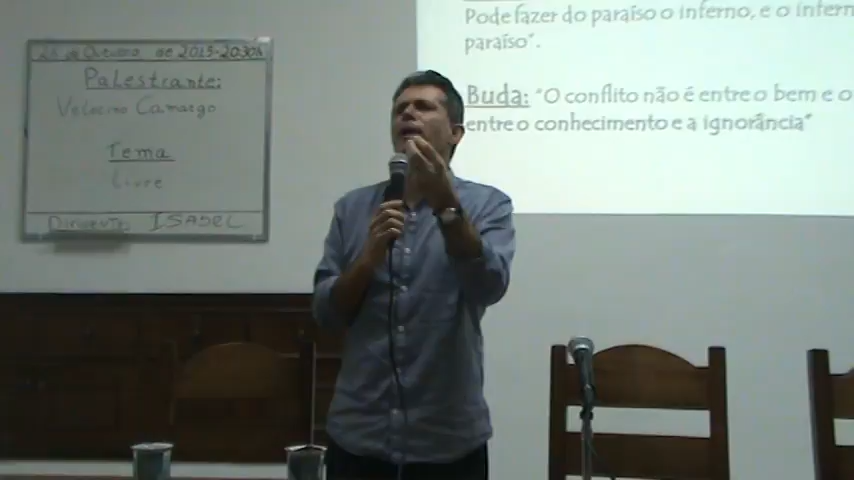 de Outubro de 2015-20:30h
Palestrante:
Camargo
Tema
Livre
Dirigente: ISABEL
Pode fazer do paraíso o inferno, e o infern
paraíso".
Buda: "O conflito não é entre o bem e o
entre o conhecimento e a ignorância"